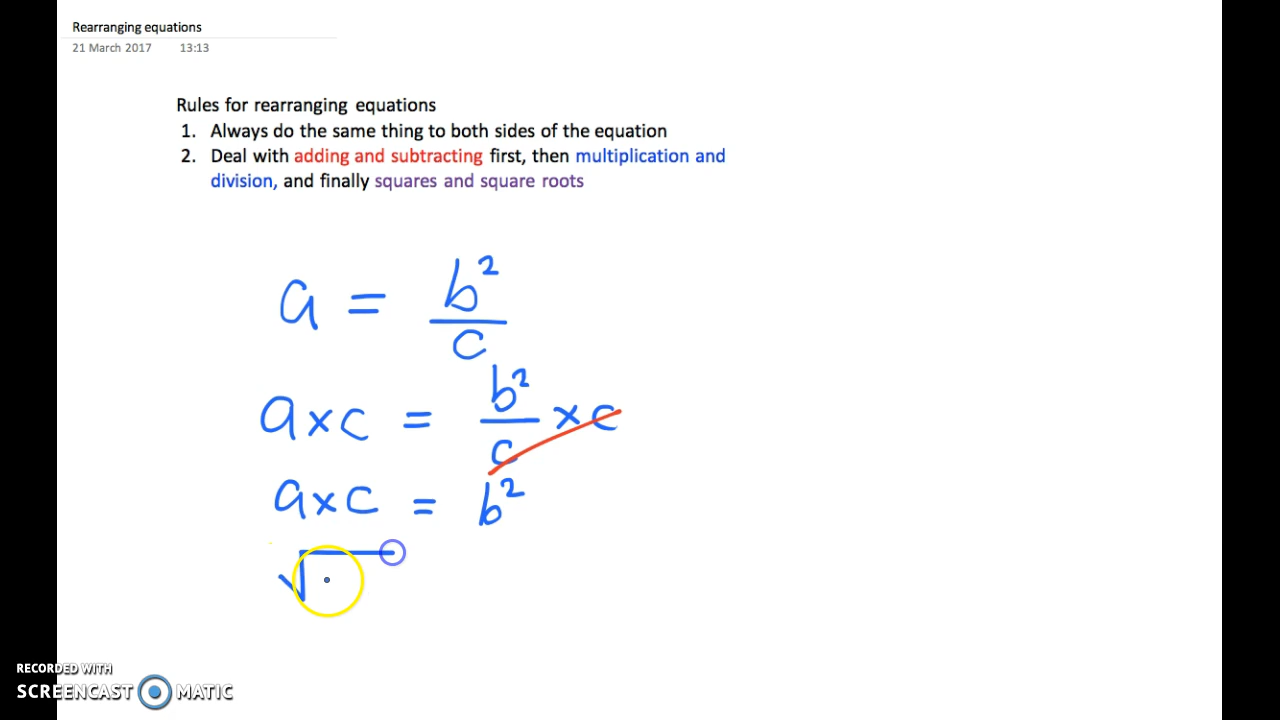 Rearranging equations
21 March 2017 13:13
Rules for rearranging equations
1. Always do the same thing to both sides of the equation
2. Deal with adding and subtracting first, then multiplication and
division, and finally squares and square roots
a = b²/c
a×c = b²/c × c
a×c = b²
√
RECORDED WITH
SCREENCAST MATIC